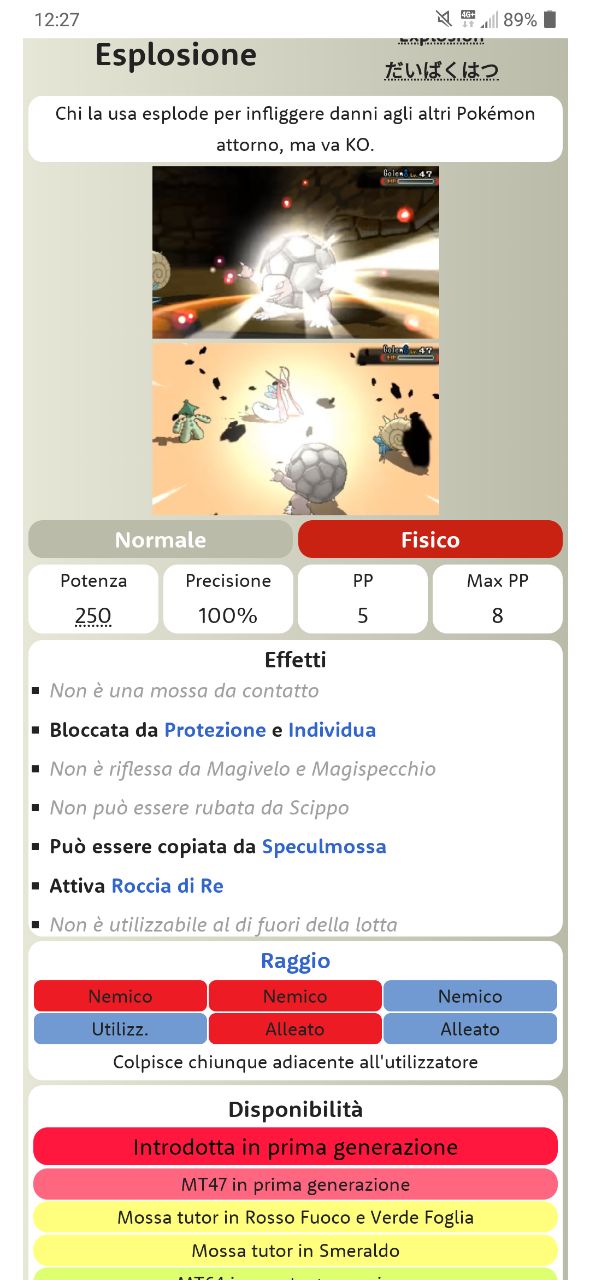 12:27
4G+
89%
Explosion
Esplosione
だいばくはつ
Chi la usa esplode per infliggere danni agli altri Pokémon
attorno, ma va KO.
Golem♂ Lv. 47
Golem♂ Lv. 47
Normale
Fisico
Potenza
Precisione
PP
Max PP
250
100%
5
8
Effetti
Non è una mossa da contatto
Bloccata da Protezione e Individua
Non è riflessa da Magivelo e Magispecchio
Non può essere rubata da Scippo
Può essere copiata da Speculmossa
Attiva Roccia di Re
Non è utilizzabile al di fuori della lotta
Raggio
Nemico
Nemico
Nemico
Utilizz.
Alleato
Alleato
Colpisce chiunque adiacente all'utilizzatore
Disponibilità
Introdotta in prima generazione
MT47 in prima generazione
Mossa tutor in Rosso Fuoco e Verde Foglia
Mossa tutor in Smeraldo